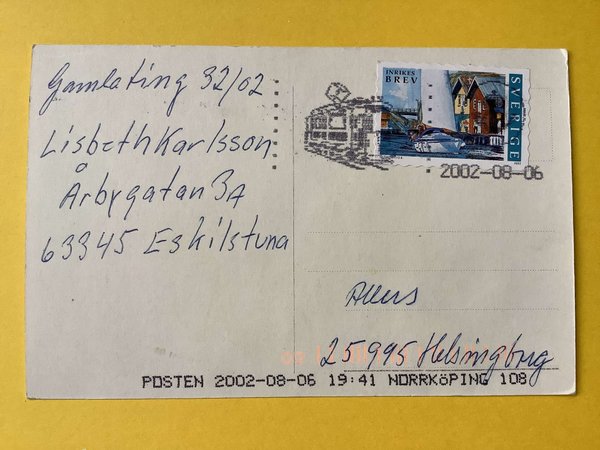 Gamlating 32/02
Lisbeth Karlsson
Årbygatan 3A
63345 Eskilstuna
INRIKES
BREV
SVERIGE
2002-08-06
Allers
25995 Helsingborg
POSTEN 2002-08-06 19:41 NORRKÖPING 108